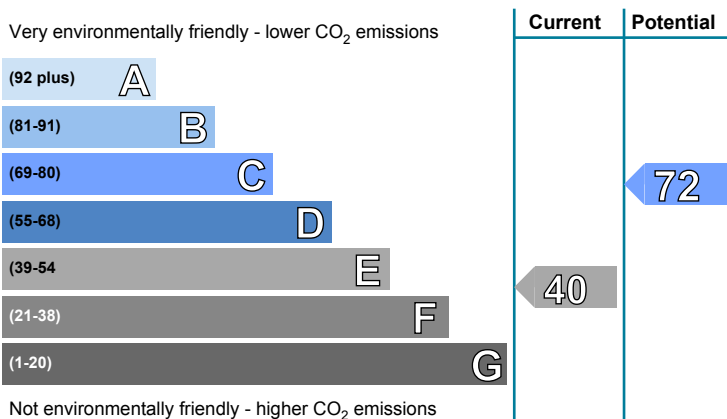 Very environmentally friendly - lower CO2 emissions
Current
Potential
(92 plus) A
(81-91) B
(69-80) C
72
(55-68) D
(39-54 E
40
(21-38) F
(1-20) G
Not environmentally friendly - higher CO2 emissions